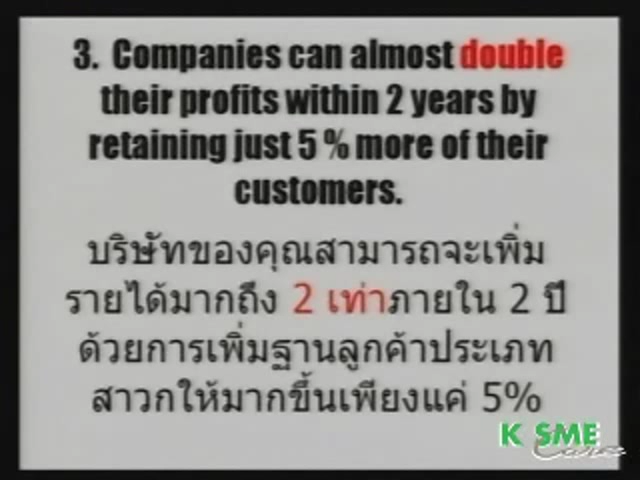 3. Companies can almost double
their profits within 2 years by
retaining just 5 % more of their
customers.
บริษัทของคุณสามารถจะเพิ่ม
รายได้มากถึง 2 เท่าภายใน 2 ปี
ด้วยการเพิ่มฐานลูกค้าประเภท
สาวกให้มากขึ้นเพียงแค่ 5%
K SME
Care